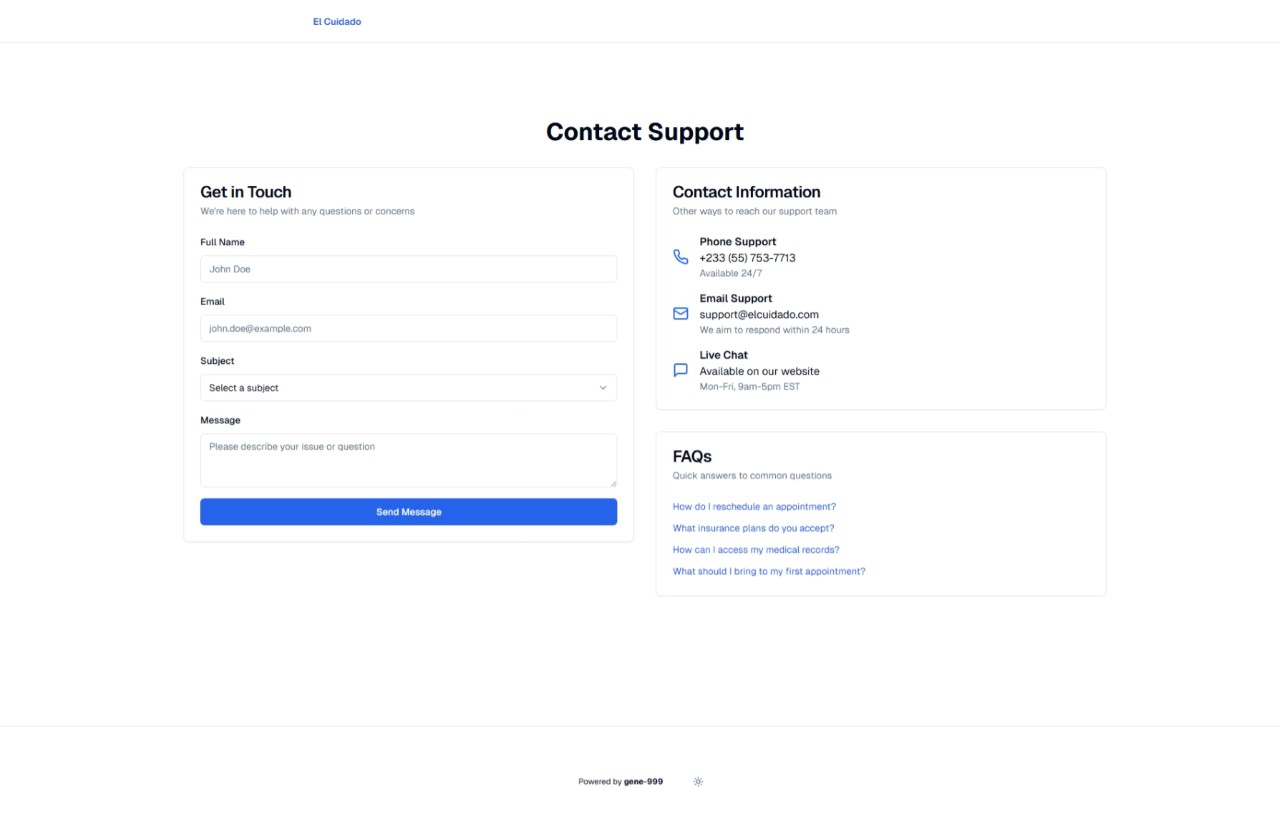 El Cuidado
Contact Support
Get in Touch
We're here to help with any questions or concerns
Full Name
John Doe
Email
john.doe@example.com
Subject
Select a subject
Message
Please describe your issue or question
Send Message
Contact Information
Other ways to reach our support team
Phone Support
+233 (55) 753-7713
Available 24/7
Email Support
support@elcuidado.com
We aim to respond within 24 hours
Live Chat
Available on our website
Mon-Fri, 9am-5pm EST
FAQs
Quick answers to common questions
How do I reschedule an appointment?
What insurance plans do you accept?
How can I access my medical records?
What should I bring to my first appointment?
Powered by gene-999